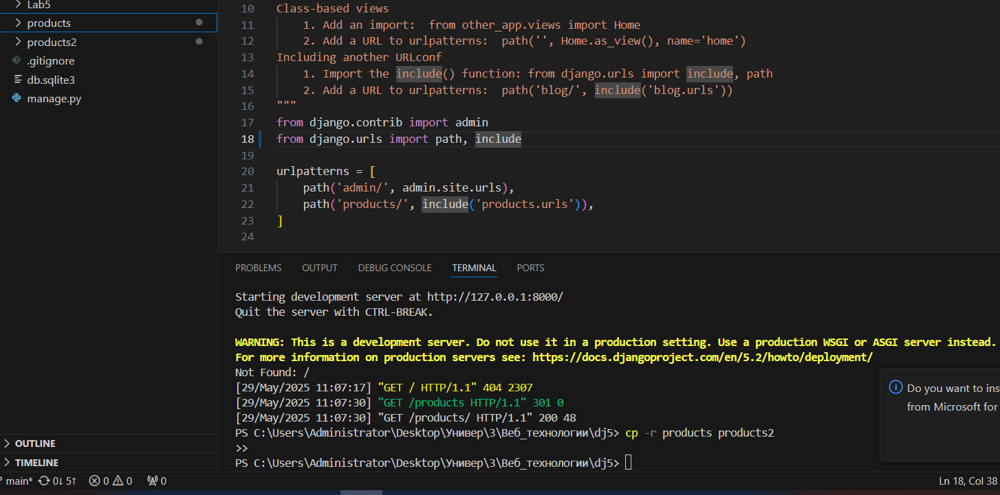 Lab5
products
products2
.gitignore
db.sqlite3
manage.py
OUTLINE
TIMELINE
10 Class-based views
11 1. Add an import:  from other_app.views import Home
12 2. Add a URL to urlpatterns:  path('', Home.as_view(), name='home')
13 Including another URLconf
14 1. Import the include() function: from django.urls import include, path
15 2. Add a URL to urlpatterns:  path('blog/', include('blog.urls'))
16 """
17 from django.contrib import admin
18 from django.urls import path, include
19
20 urlpatterns = [
21 path('admin/', admin.site.urls),
22 path('products/', include('products.urls')),
23 ]
24
PROBLEMS OUTPUT DEBUG CONSOLE TERMINAL PORTS
Starting development server at http://127.0.0.1:8000/
Quit the server with CTRL-BREAK.
WARNING: This is a development server. Do not use it in a production setting. Use a production WSGI or ASGI server instead.
For more information on production servers see: https://docs.djangoproject.com/en/5.2/howto/deployment/
Not Found: /
[29/May/2025 11:07:17] "GET / HTTP/1.1" 404 2307
[29/May/2025 11:07:30] "GET /products HTTP/1.1" 301 0
[29/May/2025 11:07:30] "GET /products/ HTTP/1.1" 200 48
PS C:\Users\Administrator\Desktop\Универ\3\Веб_технологии\dj5> cp -r products products2
>>
PS C:\Users\Administrator\Desktop\Универ\3\Веб_технологии\dj5>
Do you want to ins
from Microsoft for
main* 0↓ 5↑ 0 0 0 Ln 18, Col 38